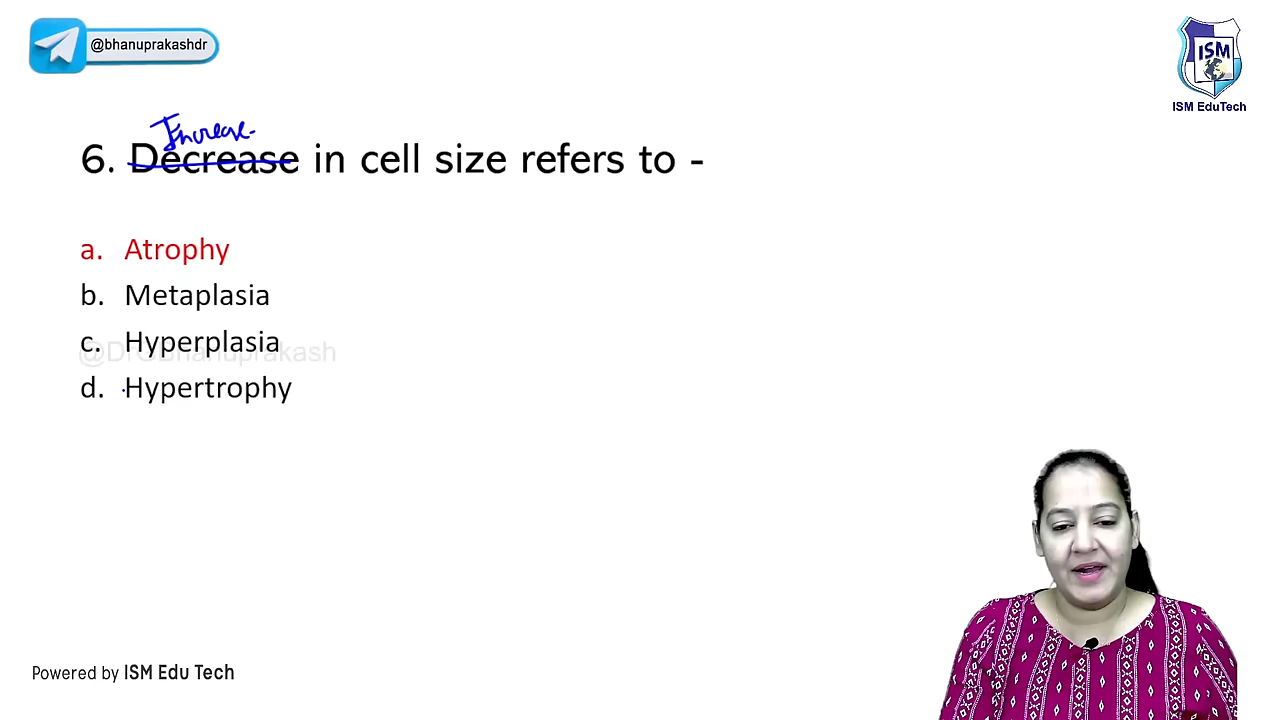 @bhanuprakashdr
ISM
ISM EduTech
Increase
6. Decrease in cell size refers to -
a. Atrophy
b. Metaplasia
c. Hyperplasia
d. Hypertrophy
Powered by ISM Edu Tech